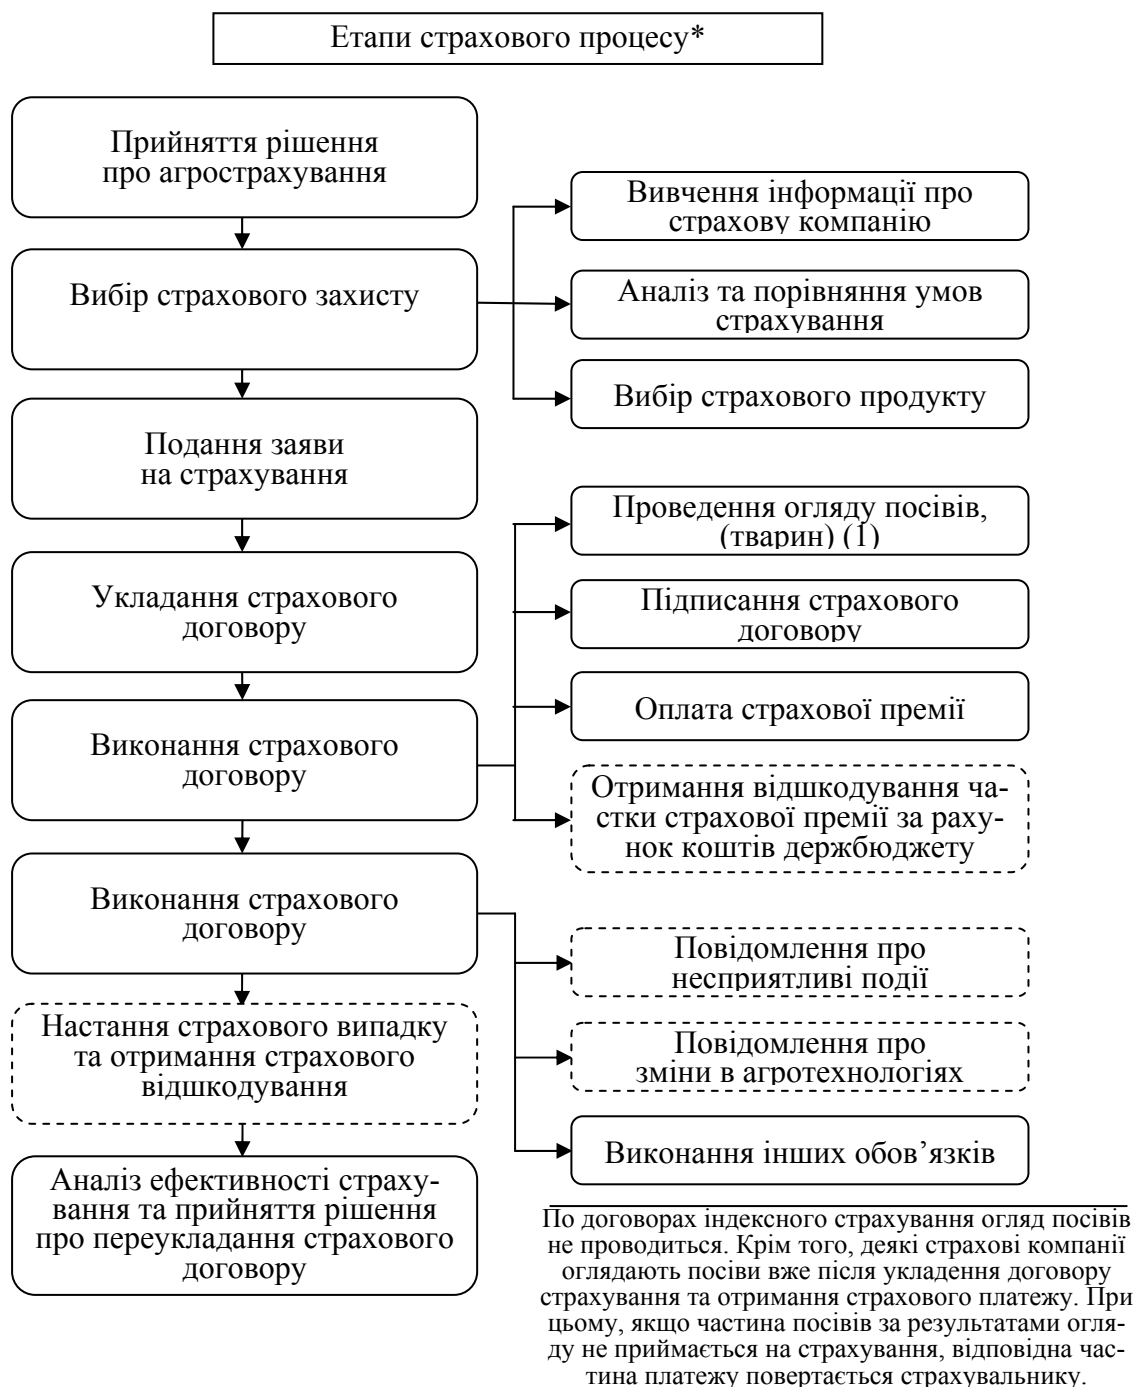 Етапи страхового процесу*
Прийняття рішення
про агрострахування
Вибір страхового захисту
Вивчення інформації про
страхову компанію
Аналіз та порівняння умов
страхування
Вибір страхового продукту
Подання заяви
на страхування
Укладання страхового
договору
Виконання страхового
договору
Проведення огляду посівів,
(тварин) (1)
Підписання страхового
договору
Оплата страхової премії
Отримання відшкодування ча-
стки страхової премії за раху-
нок коштів держбюджету
Виконання страхового
договору
Повідомлення про
несприятливі події
Повідомлення про
зміни в агротехнологіях
Виконання інших обов’язків
Настання страхового випадку
та отримання страхового
відшкодування
Аналіз ефективності страху-
вання та прийняття рішення
про переукладання страхового
договору
По договорах індексного страхування огляд посівів
не проводиться. Крім того, деякі страхові компанії
оглядають посіви вже після укладення договору
страхування та отримання страхового платежу. При
цьому, якщо частина посівів за результатами огля-
ду не приймається на страхування, відповідна час-
тина платежу повертається страхувальнику.